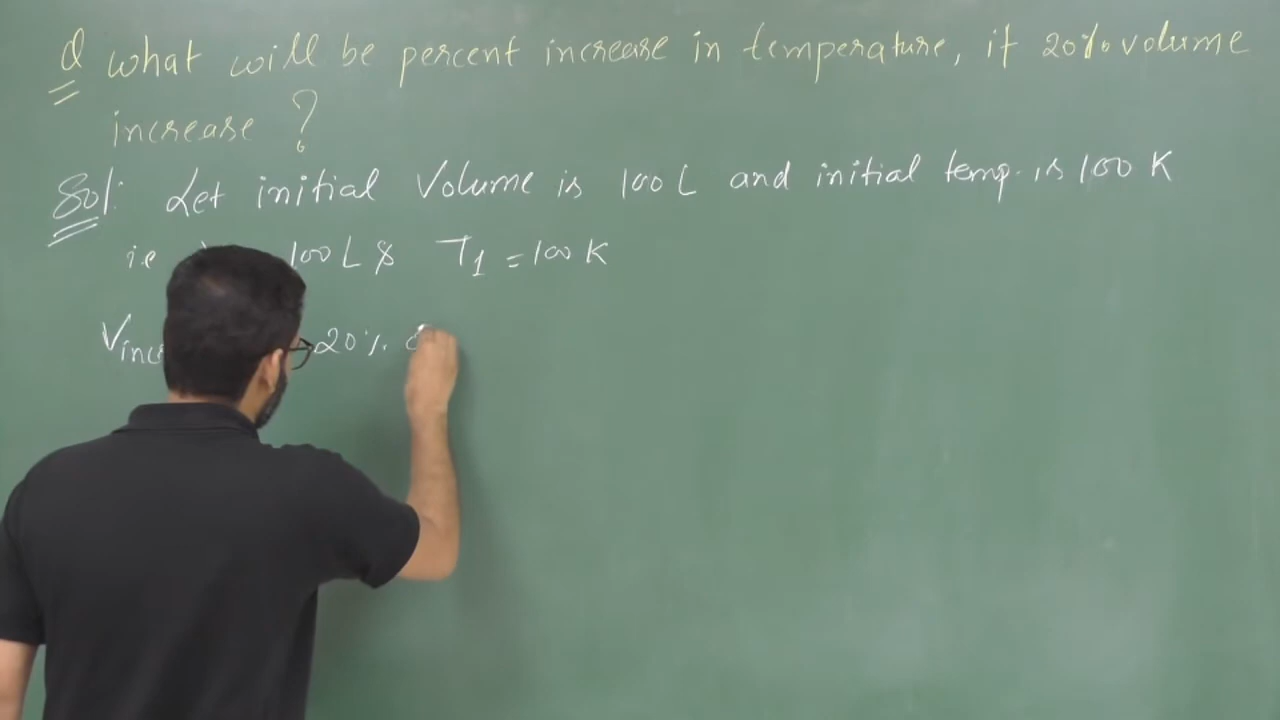 Q what will be percent increase in temperature, if 20% volume
increase ?
Sol: Let initial Volume is 100 L and initial temp. is 100 K
i.e 100 L & T1 = 100 K
20%